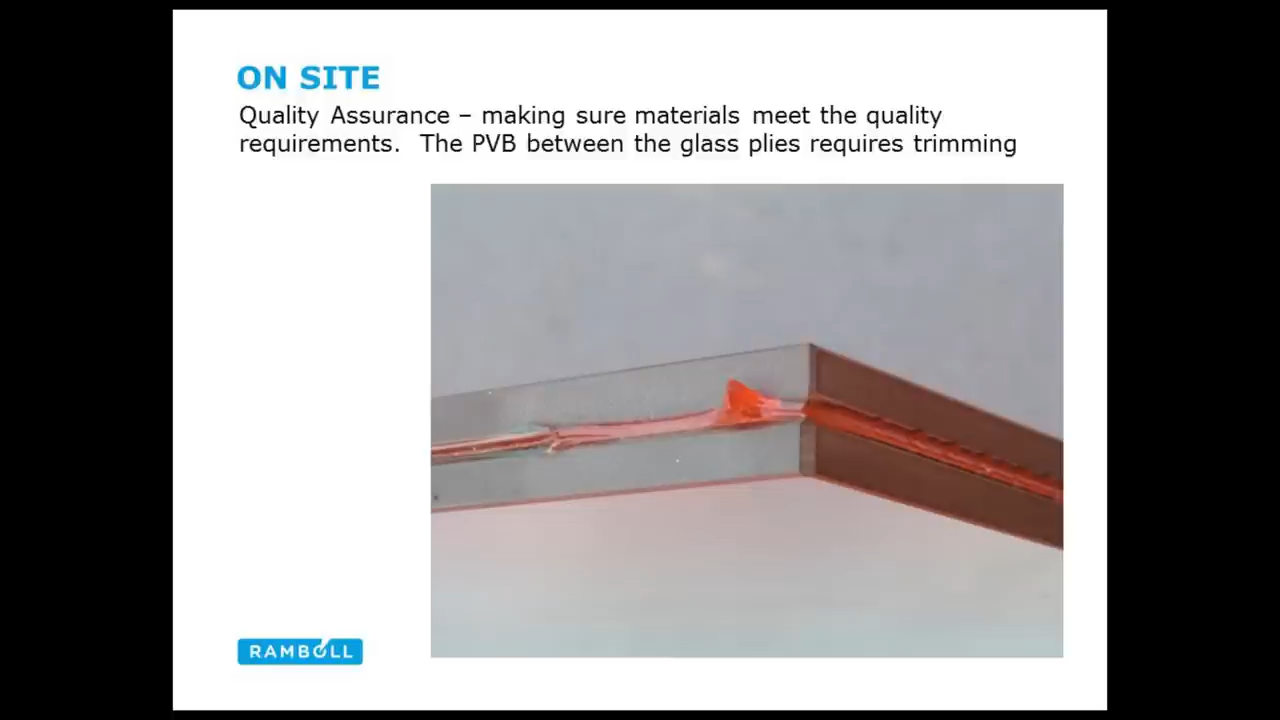 ON SITE
Quality Assurance – making sure materials meet the quality
requirements.  The PVB between the glass plies requires trimming
RAMBOLL